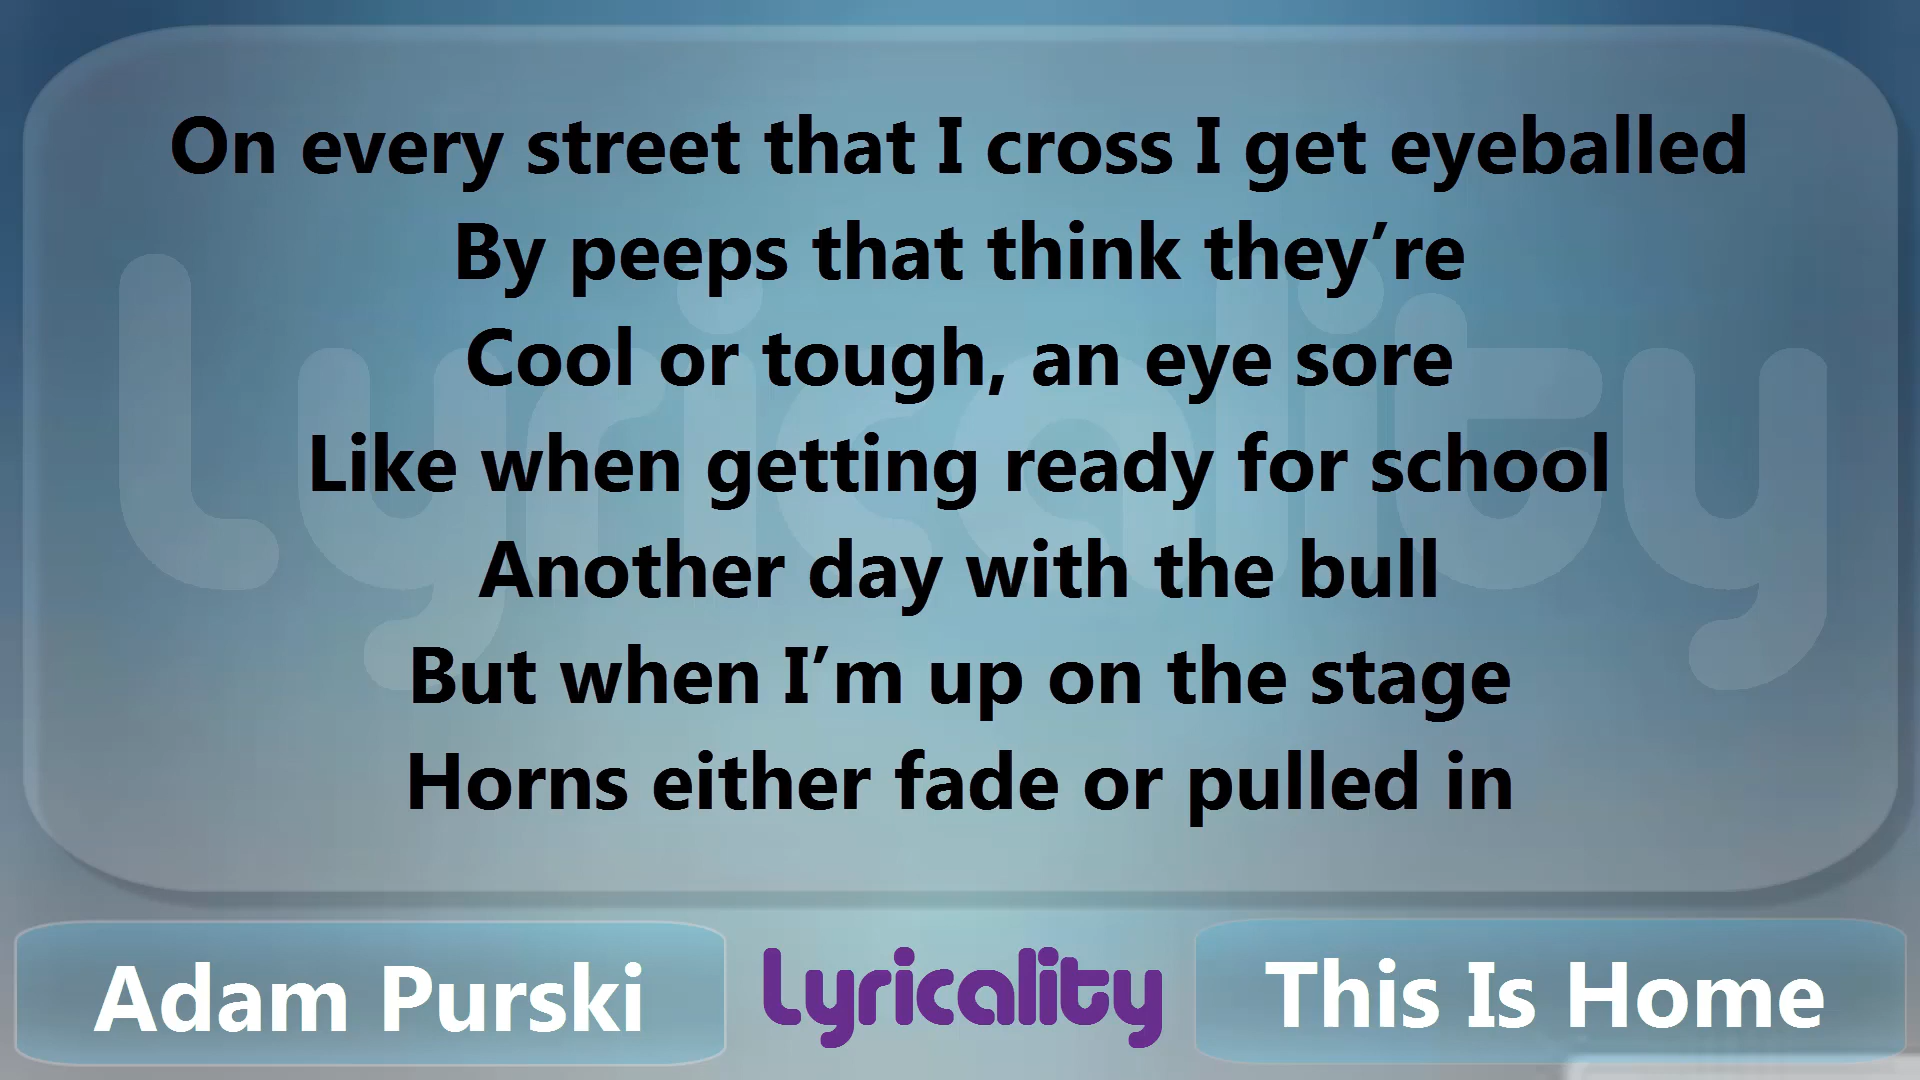 On every street that I cross I get eyeballed
By peeps that think they’re
Cool or tough, an eye sore
Like when getting ready for school
Another day with the bull
But when I’m up on the stage
Horns either fade or pulled in
Lyricality
Adam Purski
Lyricality
This Is Home